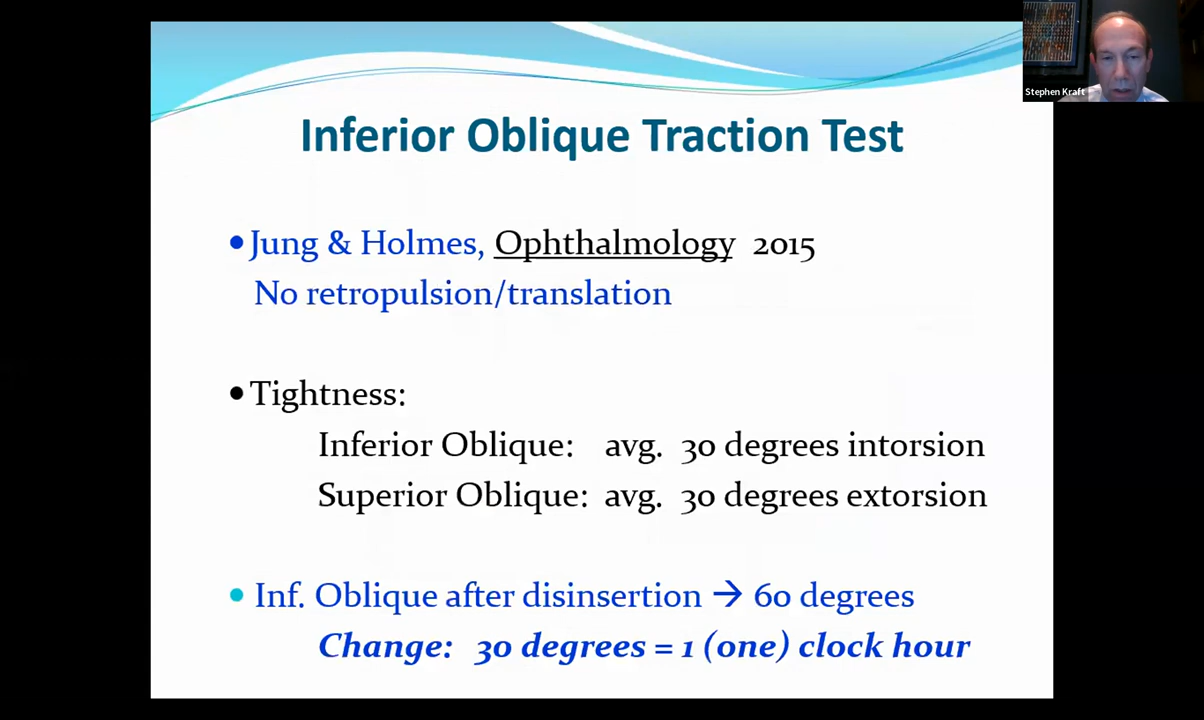 Stephen Kraft
Inferior Oblique Traction Test
•Jung & Holmes, Ophthalmology 2015
No retropulsion/translation
•Tightness:
Inferior Oblique: avg. 30 degrees intorsion
Superior Oblique: avg. 30 degrees extorsion
• Inf. Oblique after disinsertion → 60 degrees
Change: 30 degrees = 1 (one) clock hour